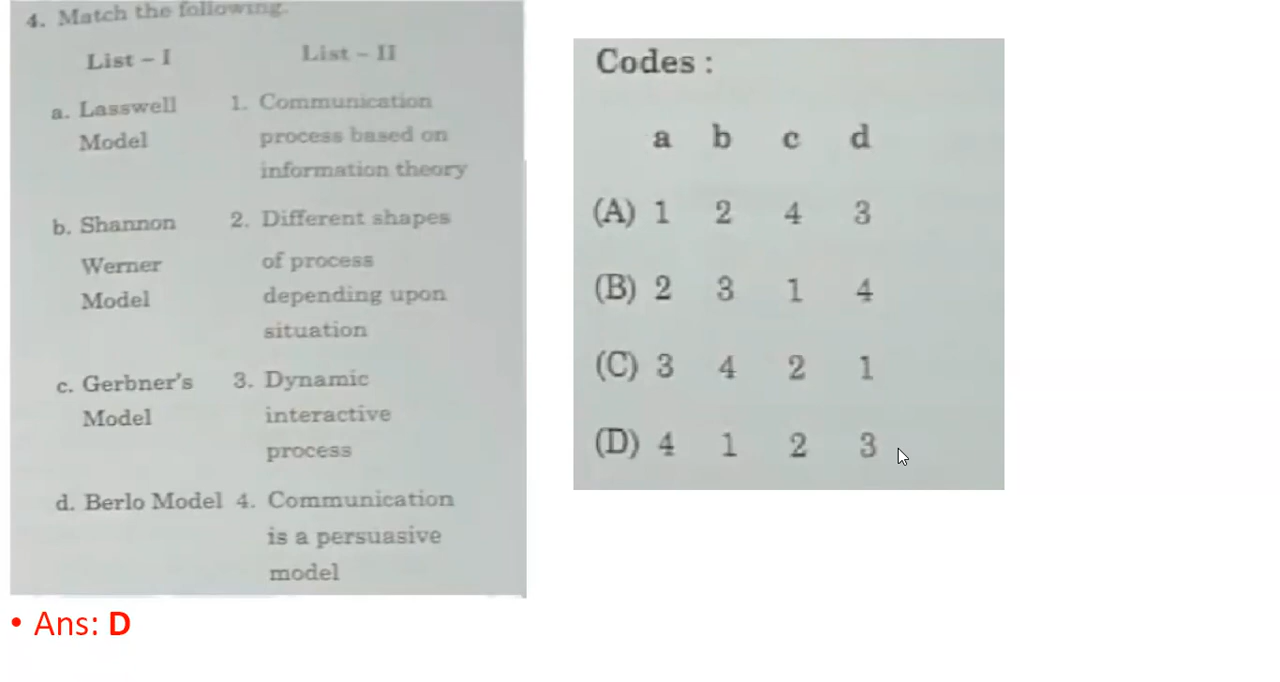 4. Match the following.
List – I List – II
a. Lasswell 1. Communication
Model process based on
information theory
b. Shannon 2. Different shapes
Werner of process
Model depending upon
situation
c. Gerbner's 3. Dynamic
Model interactive
process
d. Berlo Model 4. Communication
is a persuasive
model
Codes :
a b c d
(A) 1 2 4 3
(B) 2 3 1 4
(C) 3 4 2 1
(D) 4 1 2 3
• Ans: D